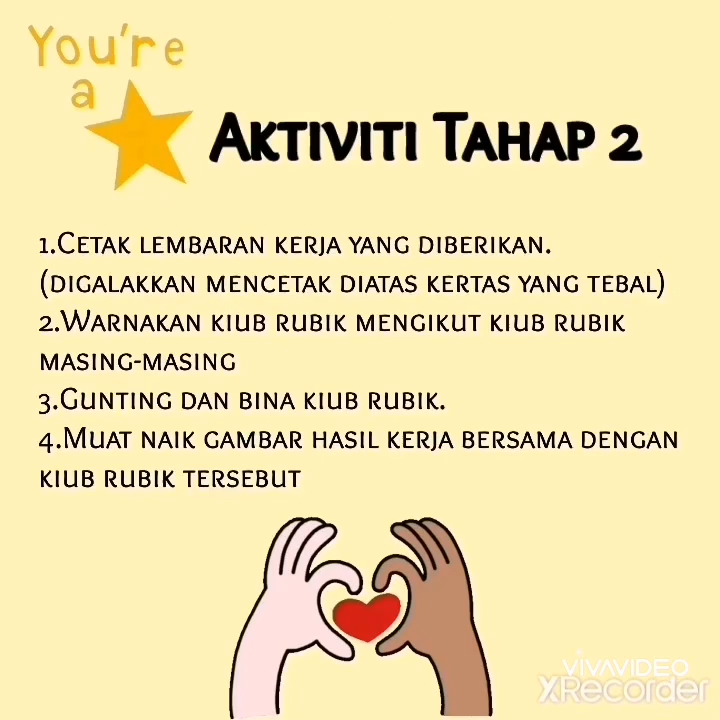 You're
a
AKTIVITI TAHAP 2
1.CETAK LEMBARAN KERJA YANG DIBERIKAN.
(DIGALAKKAN MENCETAK DIATAS KERTAS YANG TEBAL)
2.WARNAKAN KIUB RUBIK MENGIKUT KIUB RUBIK
MASING-MASING
3.GUNTING DAN BINA KIUB RUBIK.
4.MUAT NAIK GAMBAR HASIL KERJA BERSAMA DENGAN
KIUB RUBIK TERSEBUT
VIVAVIDEO
XRecorder